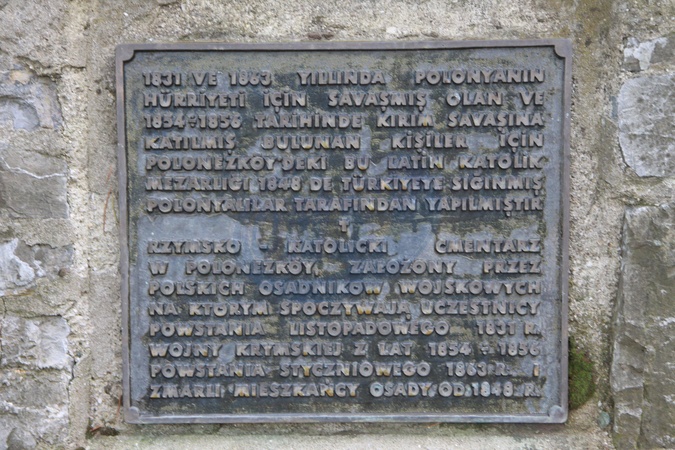 1831 VE 1863 YILLINDA POLONYANIN
HÜRRİYETİ İÇİN SAVAŞMIŞ OLAN VE
1854÷1856 TARİHİNDE KIRIM SAVAŞINA
KATILMIŞ BULUNAN KİŞİLER İÇİN
POLONEZKÖY'DEKİ BU LATİN KATOLİK
MEZARLIĞI 1848'DE TÜRKİYEYE SIĞINMIŞ
POLONYALILAR TARAFINDAN YAPILMIŞTIR
RZYMSKO - KATOLICKI CMENTARZ
W POLONEZKÖY, ZAŁOŻONY PRZEZ
POLSKICH OSADNIKÓW WOJSKOWYCH
NA KTÓRYM SPOCZYWAJĄ UCZESTNICY
POWSTANIA LISTOPADOWEGO 1831 R.
WOJNY KRYMSKIEJ Z LAT 1854÷1856
POWSTANIA STYCZNIOWEGO 1863 R. I
ZMARLI MIESZKAŃCY OSADY OD 1848 R.